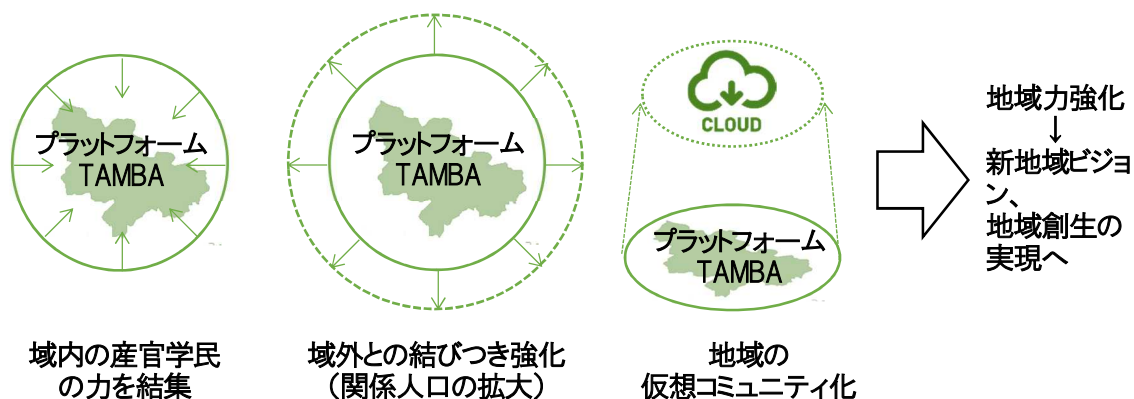 プラットフォーム
TAMBA
域内の産官学民
の力を結集
プラットフォーム
TAMBA
域外との結びつき強化
（関係人口の拡大）
CLOUD
プラットフォーム
TAMBA
地域の
仮想コミュニティ化
地域力強化
↓
新地域ビジョ
ン、
地域創生の
実現へ